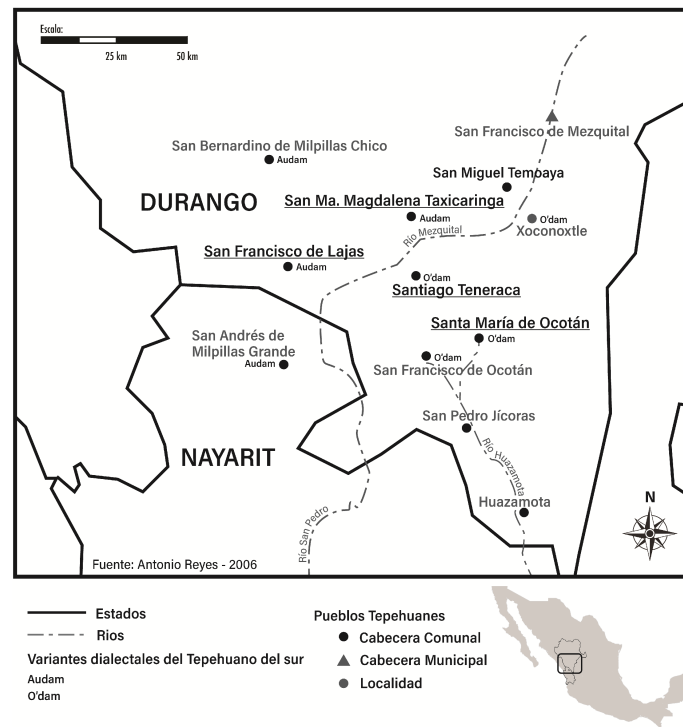 Escala:
25 km
50 km
San Francisco de Mezquital
San Bernardino de Milpillas Chico
Audam
San Miguel Temoaya
DURANGO
San Ma. Magdalena Taxicaringa
Audam
O'dam
Xoconoxtle
Río Mezquital
San Francisco de Lajas
Audam
O'dam
Santiago Teneraca
Santa María de Ocotán
O'dam
San Andrés de
Milpillas Grande
Audam
O'dam
San Francisco de Ocotán
San Pedro Jícoras
NAYARIT
Río Huazamota
Huazamota
N
Río San Pedro
Fuente: Antonio Reyes - 2006
Estados
Rios
Variantes dialectales del Tepehuano del sur
Audam
O'dam
Pueblos Tepehuanes
Cabecera Comunal
Cabecera Municipal
Localidad